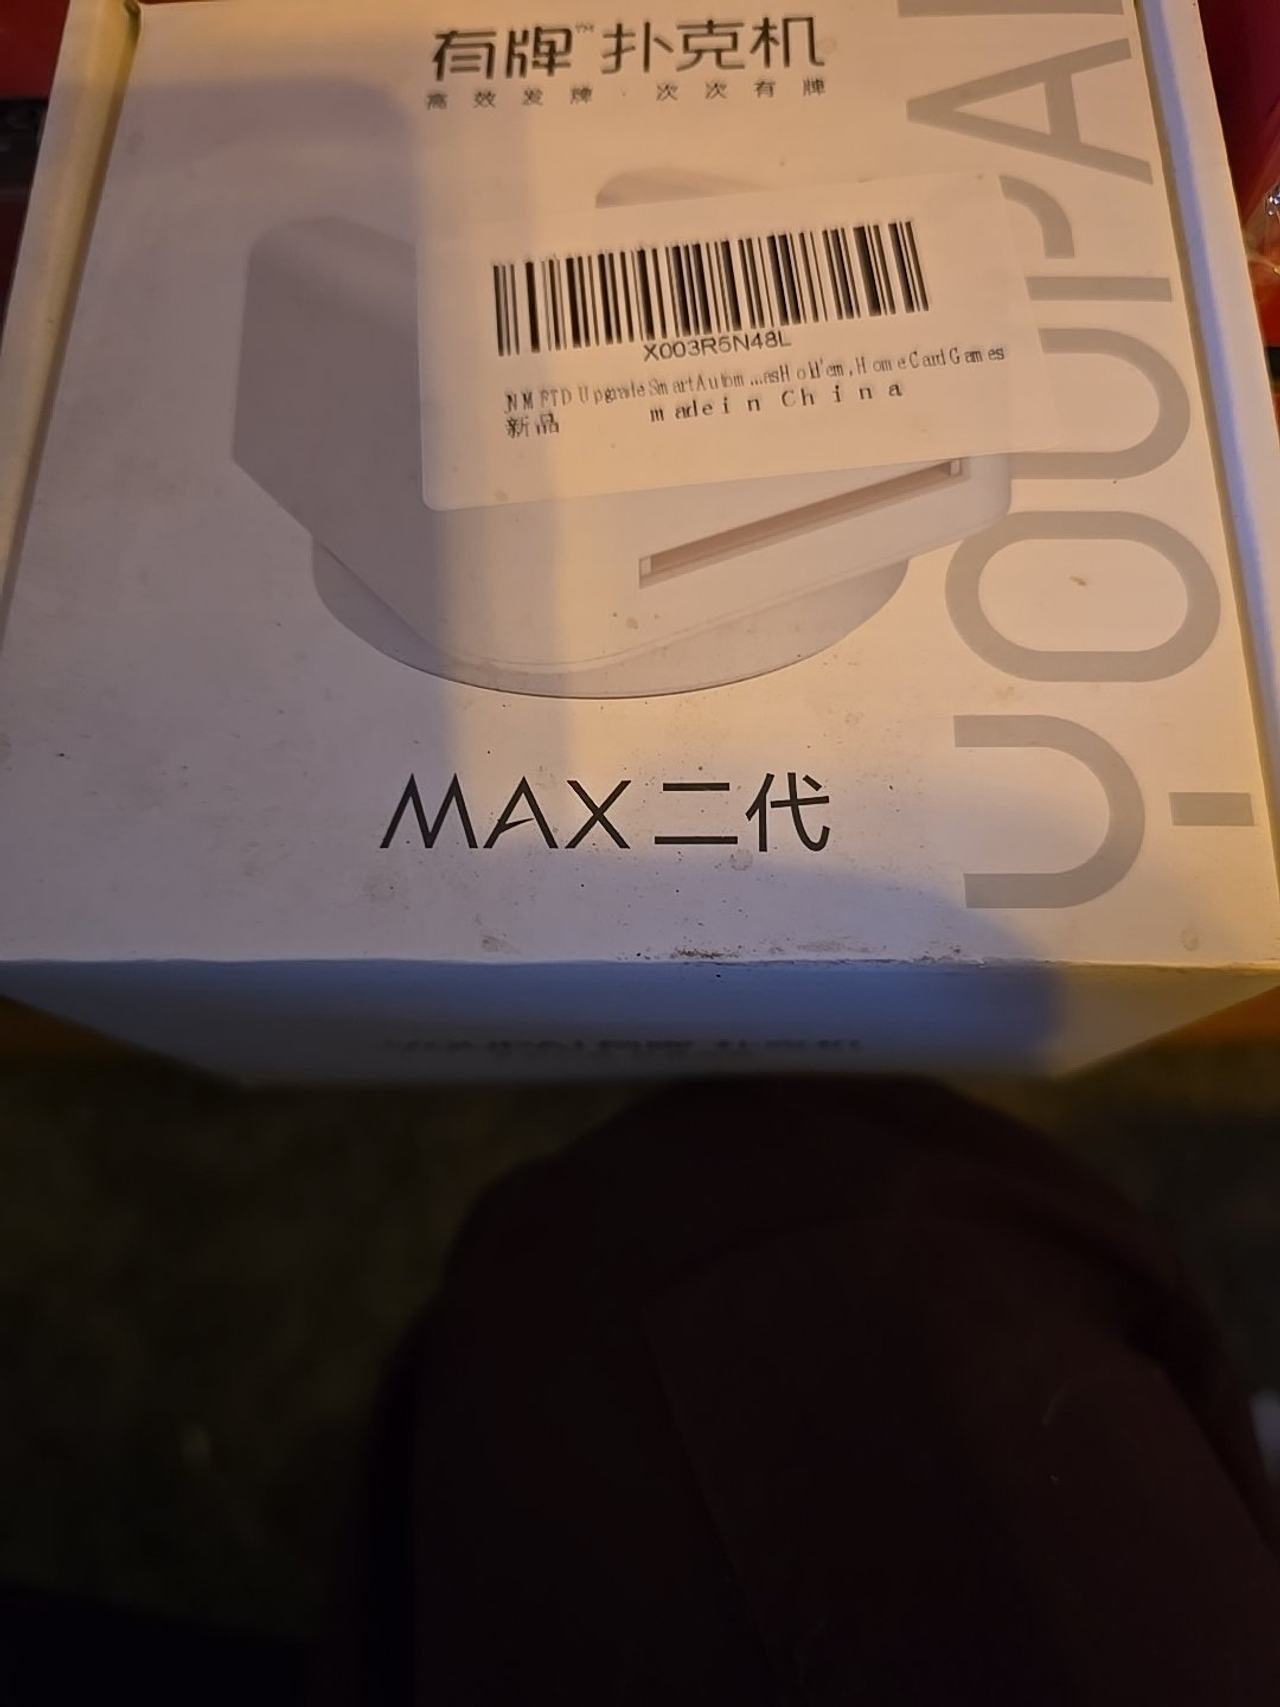 有牌™扑克机
高效发牌·次次有牌
X003R5N48L
NMFTD Upgrade Smart Autom...as Hold'em, Home Card Games
新品 made in China
MAX二代